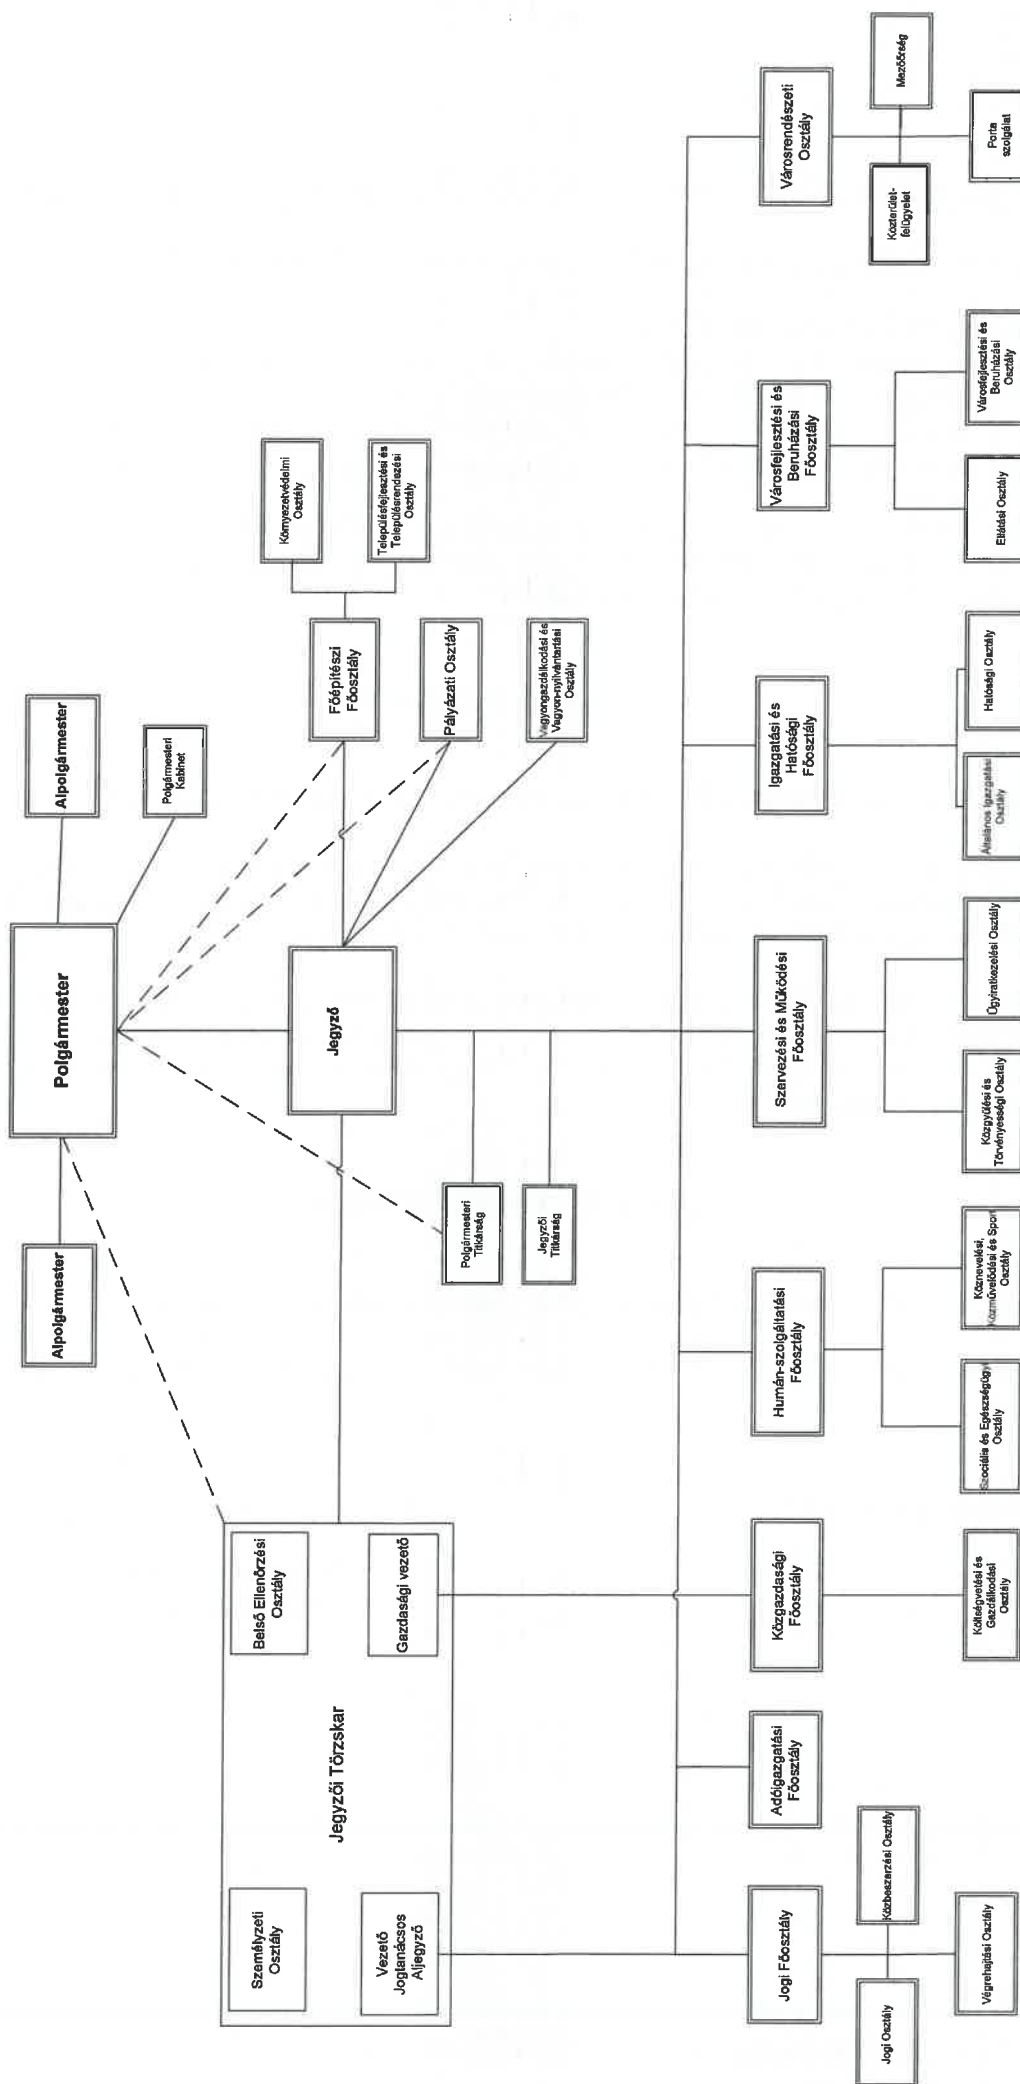 Polgármester
Alpolgármester
Alpolgármester
Polgármesteri
Kabinet
Jegyző
Jegyzői Törzskar
Személyzeti
Osztály
Belső Ellenőrzési
Osztály
Vezető
Jogtanácsos
Aljegyző
Gazdasági vezető
Főépítészi
Főosztály
Környezetvédelmi
Osztály
Településfejlesztési és
Településrendezési
Osztály
Pályázati Osztály
Vagyongazdálkodási és
Vagyon-nyilvántartási
Osztály
Polgármesteri
Titkárság
Jegyzői
Titkárság
Jogi Főosztály
Jogi Osztály
Közbeszerzési Osztály
Végrehajtási Osztály
Adóigazgatási
Főosztály
Közgazdasági
Főosztály
Költségvetési és
Gazdálkodási
Osztály
Humán-szolgáltatási
Főosztály
Szociális és Egészségügyi
Osztály
Köznevelési,
Közművelődési és Sport
Osztály
Szervezési és Működési
Főosztály
Közgyűlési és
Törvényességi Osztály
Ügyiratkezelési Osztály
Igazgatási és
Hatósági
Főosztály
Általános Igazgatási
Osztály
Hatósági Osztály
Városfejlesztési és
Beruházási
Főosztály
Ellátási Osztály
Városfejlesztési és
Beruházási
Osztály
Városrendészeti
Osztály
Közterület-
felügyelet
Mezőőrség
Porta
szolgálat